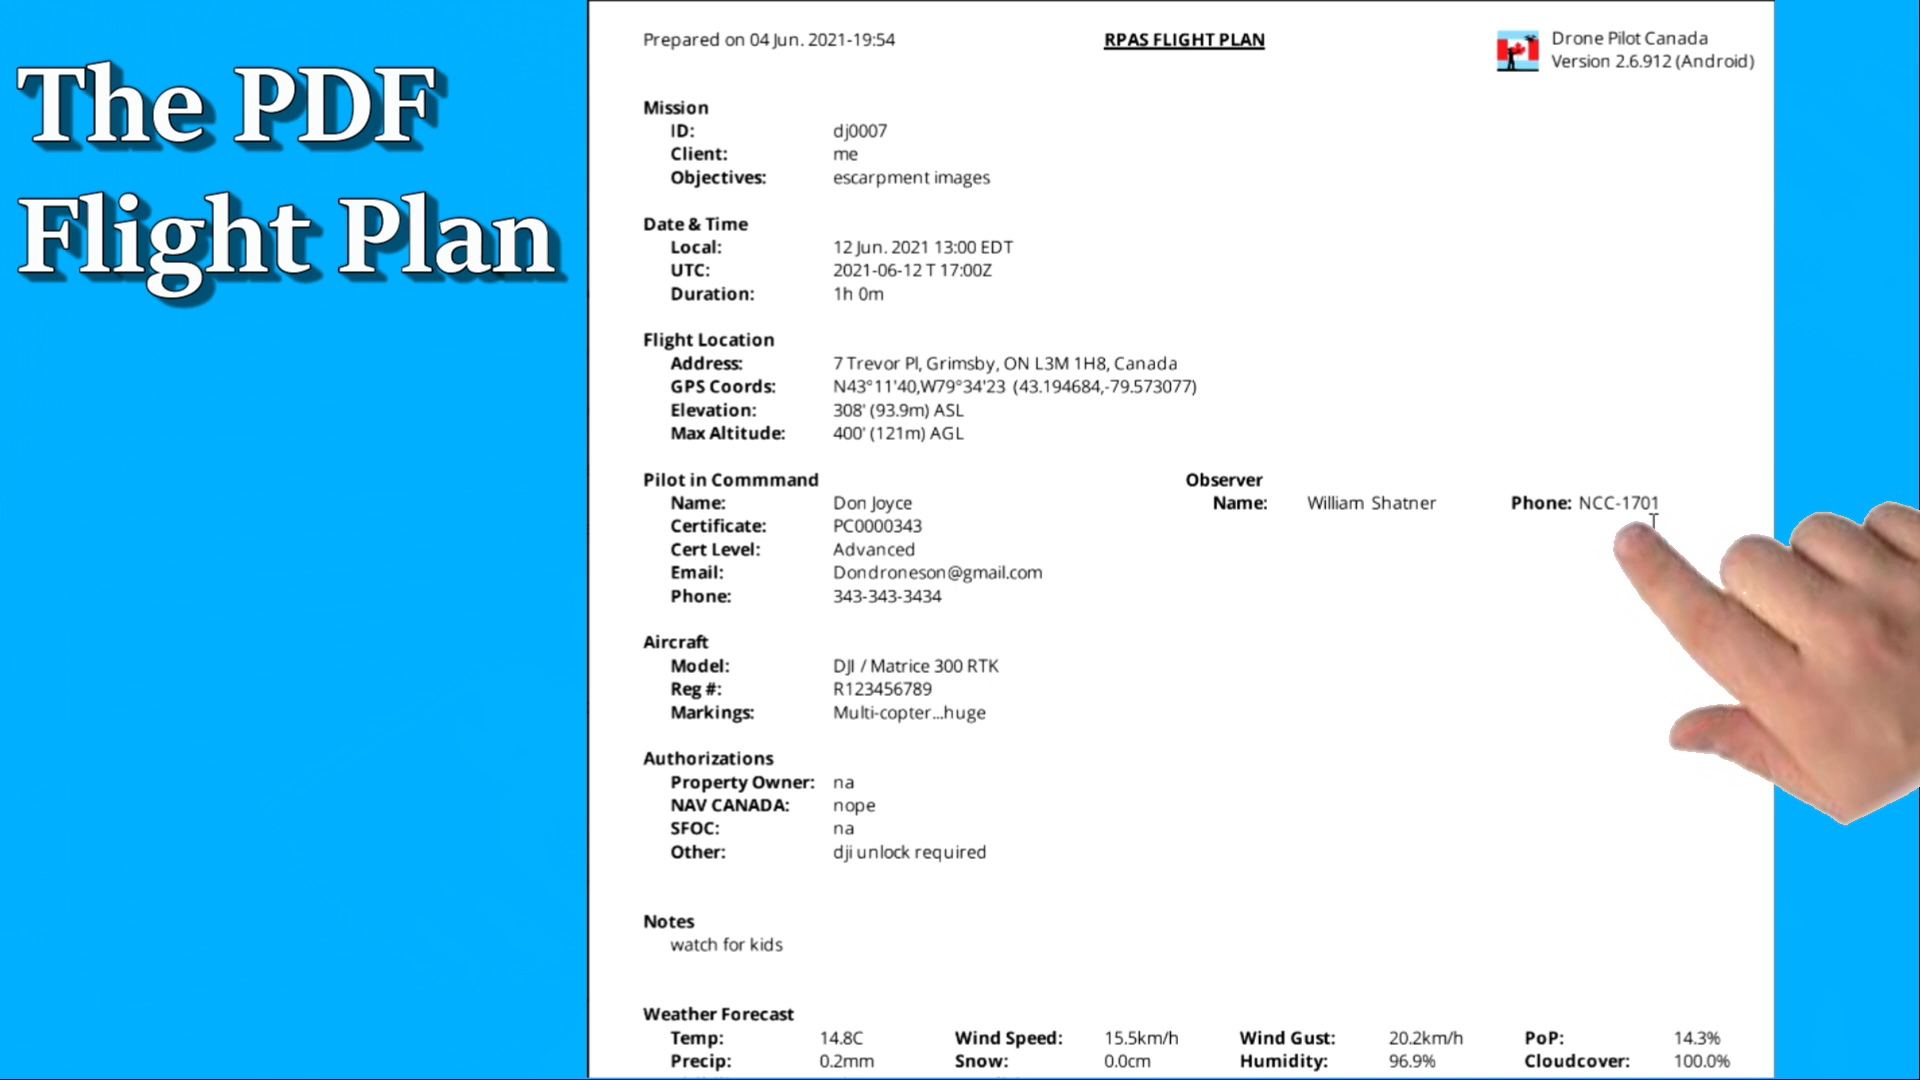 The PDF
Flight Plan
Prepared on 04 Jun. 2021-19:54
RPAS FLIGHT PLAN
Drone Pilot Canada
Version 2.6.912 (Android)
Mission
ID: dj0007
Client: me
Objectives: escarpment images
Date & Time
Local: 12 Jun. 2021 13:00 EDT
UTC: 2021-06-12 T 17:00Z
Duration: 1h 0m
Flight Location
Address: 7 Trevor Pl, Grimsby, ON L3M 1H8, Canada
GPS Coords: N43°11'40,W79°34'23 (43.194684,-79.573077)
Elevation: 308' (93.9m) ASL
Max Altitude: 400' (121m) AGL
Pilot in Commmand Observer
Name: Don Joyce Name: William Shatner Phone: NCC-1701
Certificate: PC0000343
Cert Level: Advanced
Email: Dondroneson@gmail.com
Phone: 343-343-3434
Aircraft
Model: DJI / Matrice 300 RTK
Reg #: R123456789
Markings: Multi-copter...huge
Authorizations
Property Owner: na
NAV CANADA: nope
SFOC: na
Other: dji unlock required
Notes
watch for kids
Weather Forecast
Temp: 14.8C Wind Speed: 15.5km/h Wind Gust: 20.2km/h PoP: 14.3%
Precip: 0.2mm Snow: 0.0cm Humidity: 96.9% Cloudcover: 100.0%